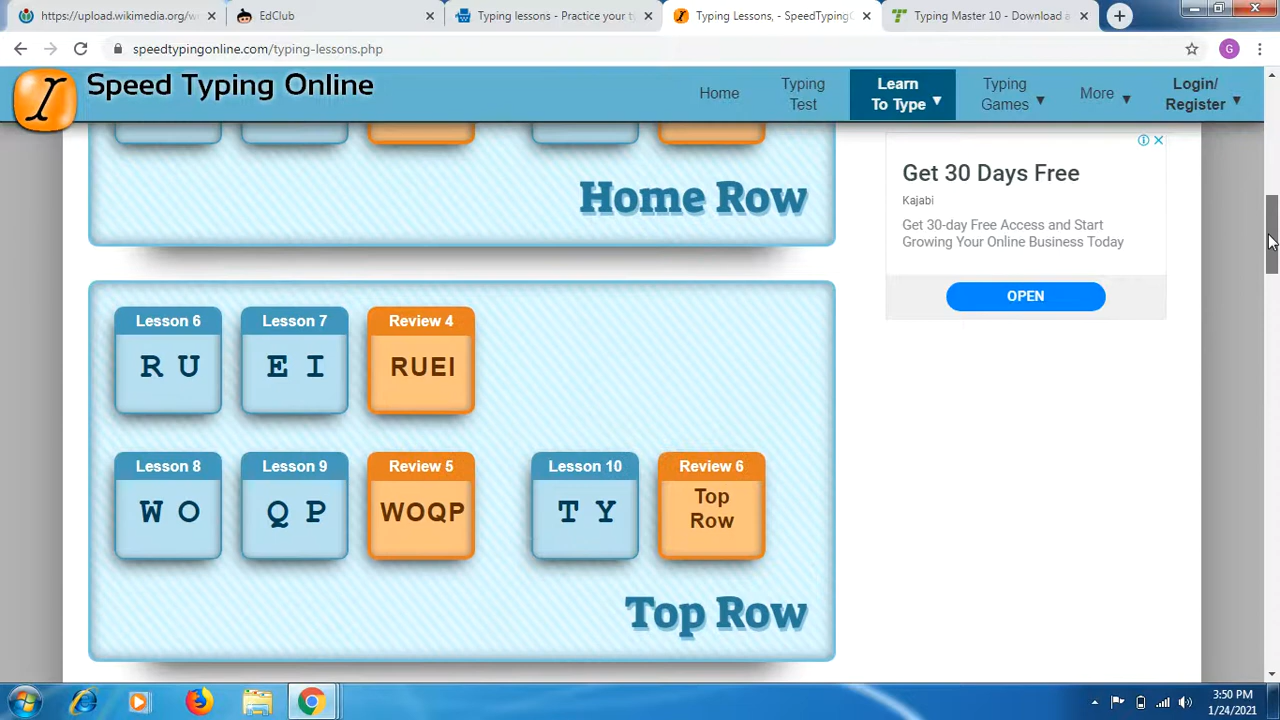 https://upload.wikimedia.org/w
EdClub
Typing lessons - Practice your t
Typing Lessons, - SpeedTypingO
Typing Master 10 - Download a
speedtypingonline.com/typing-lessons.php
G
Speed Typing Online
Home
Typing
Test
Learn
To Type ▼
Typing
Games ▼
More ▼
Login/
Register ▼
Home Row
Get 30 Days Free
Kajabi
Get 30-day Free Access and Start
Growing Your Online Business Today
OPEN
Lesson 6
Lesson 7
Review 4
R U
E I
RUEI
Lesson 8
Lesson 9
Review 5
Lesson 10
Review 6
W O
Q P
WOQP
T Y
Top
Row
Top Row
3:50 PM
1/24/2021